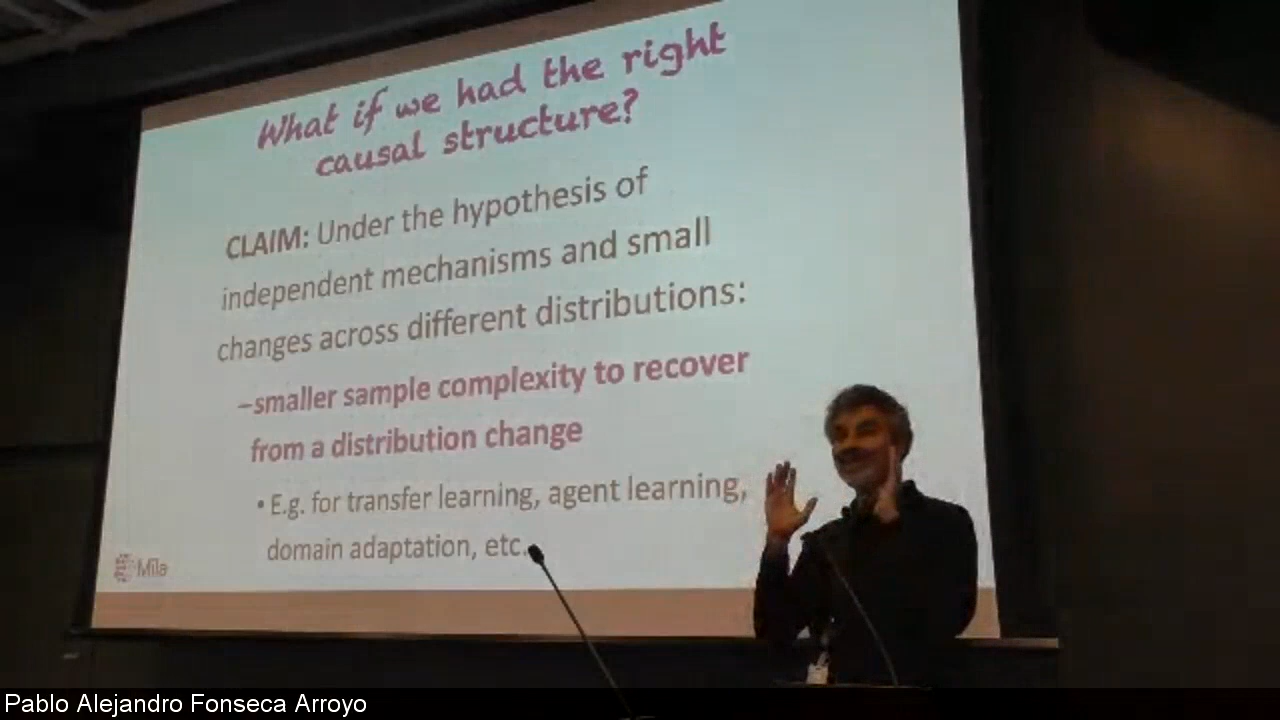 What if we had the right
causal structure?
CLAIM: Under the hypothesis of
independent mechanisms and small
changes across different distributions:
–smaller sample complexity to recover
from a distribution change
• E.g. for transfer learning, agent learning,
domain adaptation, etc.
Mila
Pablo Alejandro Fonseca Arroyo